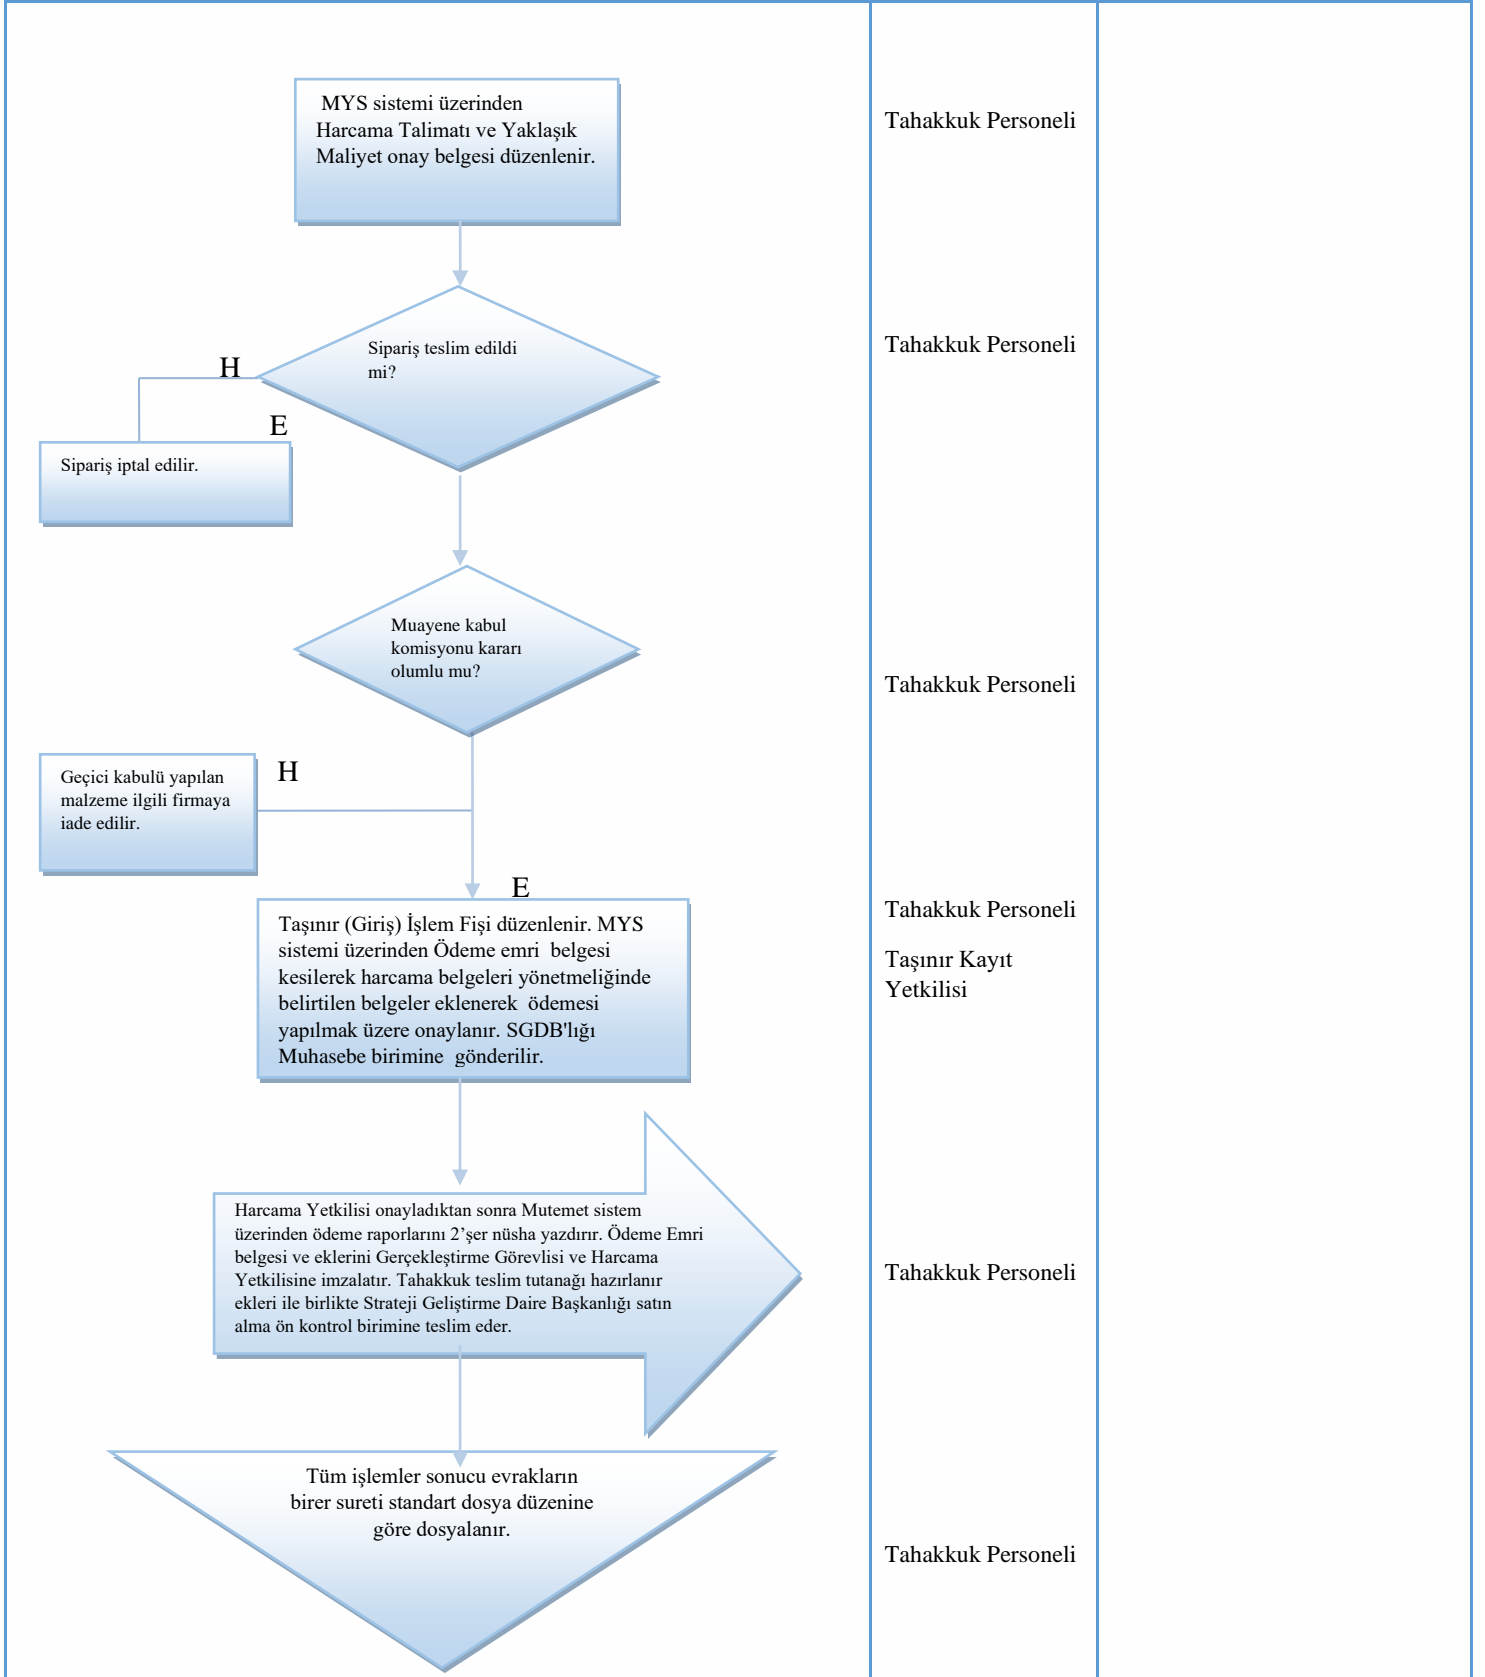 MYS sistemi üzerinden
Harcama Talimatı ve Yaklaşık
Maliyet onay belgesi düzenlenir.
Tahakkuk Personeli
Sipariş teslim edildi
mi?
Tahakkuk Personeli
H
E
Sipariş iptal edilir.
Muayene kabul
komisyonu kararı
olumlu mu?
Tahakkuk Personeli
Geçici kabulü yapılan
malzeme ilgili firmaya
iade edilir.
H
E
Taşınır (Giriş) İşlem Fişi düzenlenir. MYS
sistemi üzerinden Ödeme emri  belgesi
kesilerek harcama belgeleri yönetmeliğinde
belirtilen belgeler eklenerek  ödemesi
yapılmak üzere onaylanır. SGDB'lığı
Muhasebe birimine  gönderilir.
Tahakkuk Personeli
Taşınır Kayıt
Yetkilisi
Harcama Yetkilisi onayladıktan sonra Mutemet sistem
üzerinden ödeme raporlarını 2’şer nüsha yazdırır. Ödeme Emri
belgesi ve eklerini Gerçekleştirme Görevlisi ve Harcama
Yetkilisine imzalatır. Tahakkuk teslim tutanağı hazırlanır
ekleri ile birlikte Strateji Geliştirme Daire Başkanlığı satın
alma ön kontrol birimine teslim eder.
Tahakkuk Personeli
Tüm işlemler sonucu evrakların
birer sureti standart dosya düzenine
göre dosyalanır.
Tahakkuk Personeli